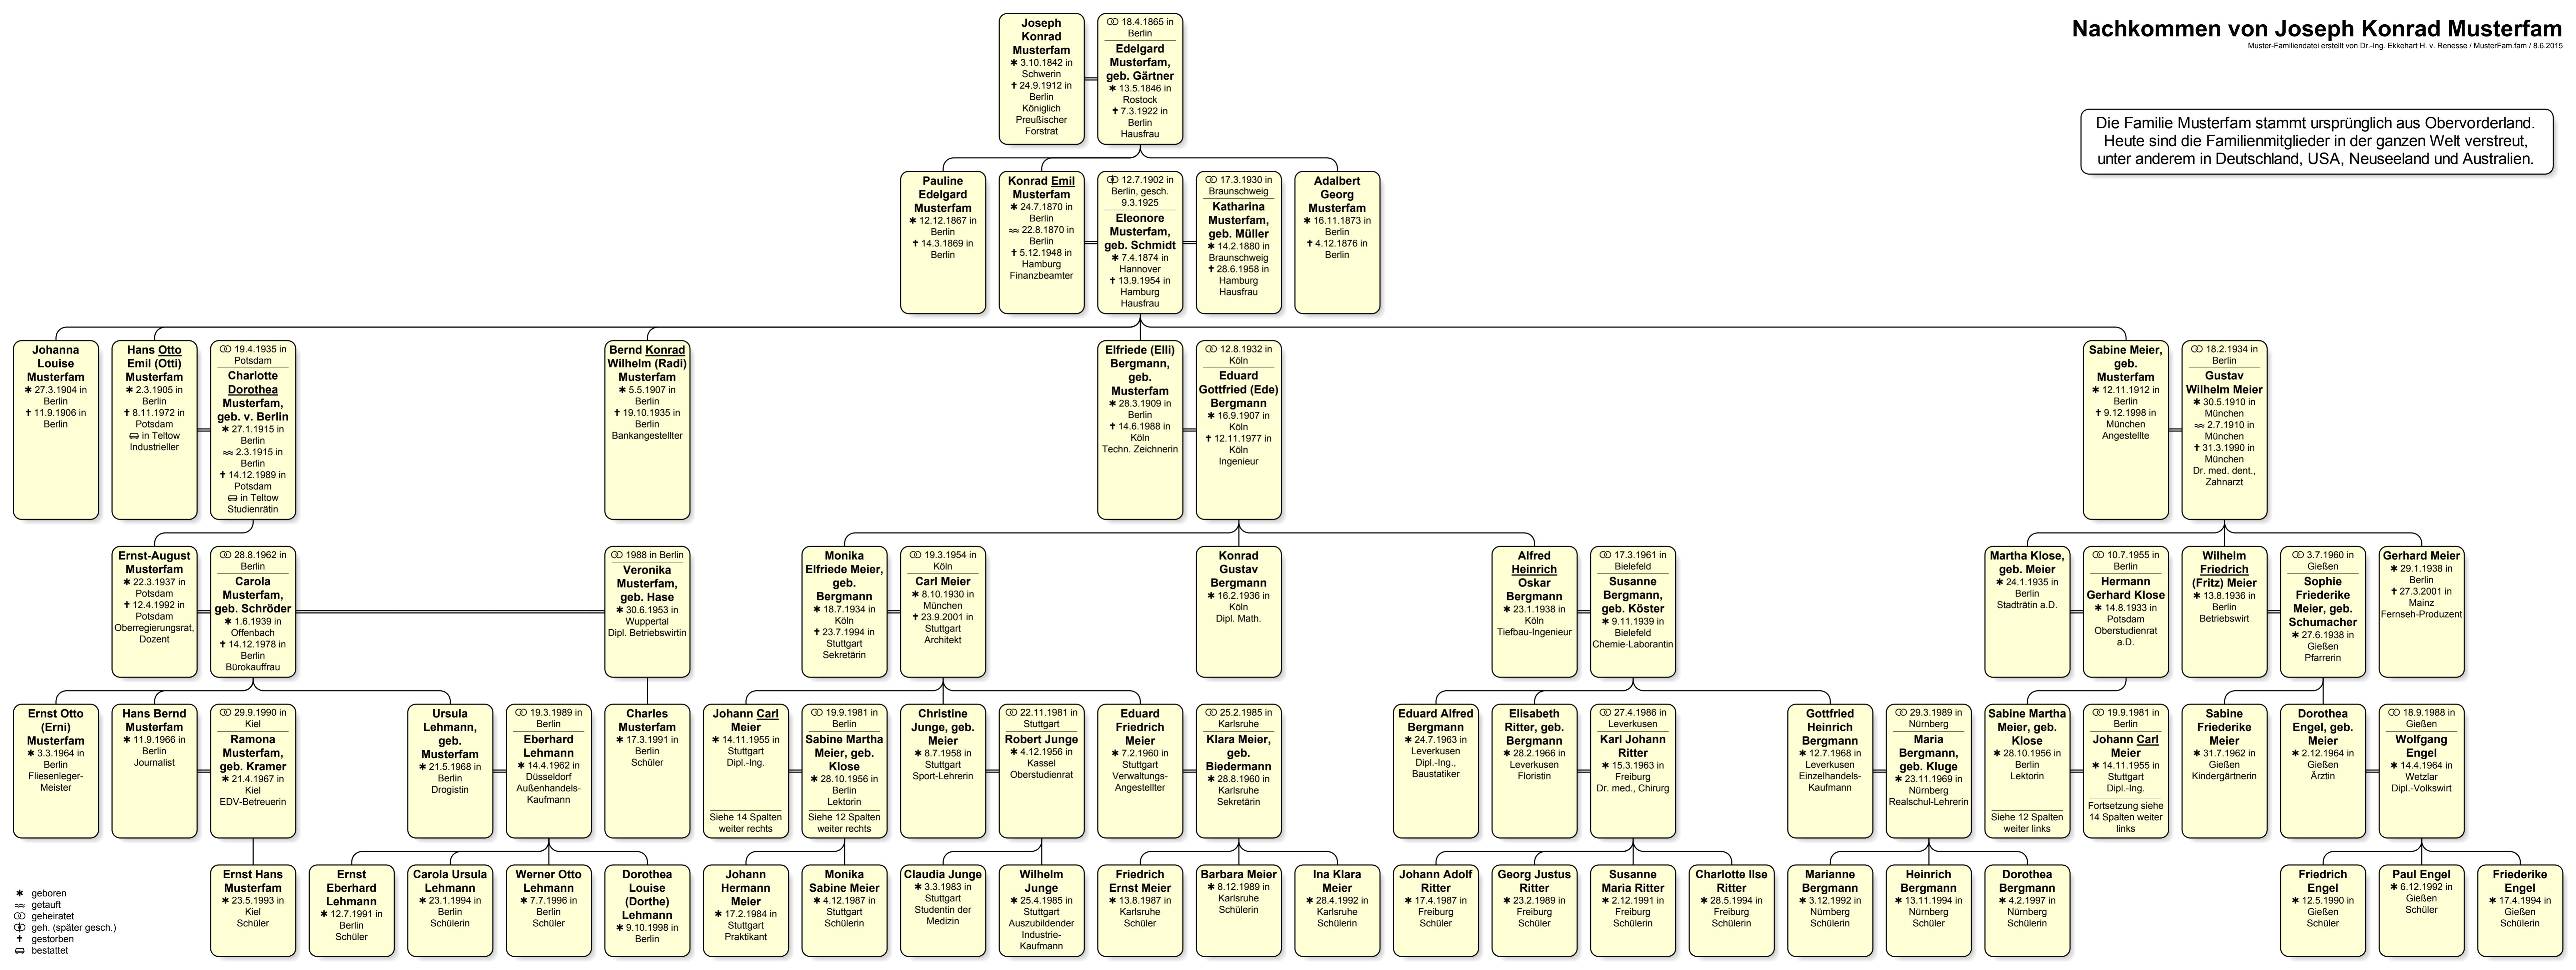 Nachkommen von Joseph Konrad Musterfam
Muster-Familiendatei erstellt von Dr.-Ing. Ekkehart H. v. Renesse / MusterFam.fam / 8.6.2015
Die Familie Musterfam stammt ursprünglich aus Obervorderland.
Heute sind die Familienmitglieder in der ganzen Welt verstreut,
unter anderem in Deutschland, USA, Neuseeland und Australien.
Joseph
Konrad
Musterfam
✱ 3.10.1842 in
Schwerin
✝ 24.9.1912 in
Berlin
Königlich
Preußischer
Forstrat
⚭ 18.4.1865 in
Berlin
Edelgard
Musterfam,
geb. Gärtner
✱ 13.5.1846 in
Rostock
✝ 7.3.1922 in
Berlin
Hausfrau
Pauline
Edelgard
Musterfam
✱ 12.12.1867 in
Berlin
✝ 14.3.1869 in
Berlin
Konrad Emil
Musterfam
✱ 24.7.1870 in
Berlin
≈ 22.8.1870 in
Berlin
✝ 5.12.1948 in
Hamburg
Finanzbeamter
⚮ 12.7.1902 in
Berlin, gesch.
9.3.1925
Eleonore
Musterfam,
geb. Schmidt
✱ 7.4.1874 in
Hannover
✝ 13.9.1954 in
Hamburg
Hausfrau
⚭ 17.3.1930 in
Braunschweig
Katharina
Musterfam,
geb. Müller
✱ 14.2.1880 in
Braunschweig
✝ 28.6.1958 in
Hamburg
Hausfrau
Adalbert
Georg
Musterfam
✱ 16.11.1873 in
Berlin
✝ 4.12.1876 in
Berlin
Johanna
Louise
Musterfam
✱ 27.3.1904 in
Berlin
✝ 11.9.1906 in
Berlin
Hans Otto
Emil (Otti)
Musterfam
✱ 2.3.1905 in
Berlin
✝ 8.11.1972 in
Potsdam
⚰ in Teltow
Industrieller
⚭ 19.4.1935 in
Potsdam
Charlotte
Dorothea
Musterfam,
geb. v. Berlin
✱ 27.1.1915 in
Berlin
≈ 2.3.1915 in
Berlin
✝ 14.12.1989 in
Potsdam
⚰ in Teltow
Studienrätin
Bernd Konrad
Wilhelm (Radi)
Musterfam
✱ 5.5.1907 in
Berlin
✝ 19.10.1935 in
Berlin
Bankangestellter
Elfriede (Elli)
Bergmann,
geb.
Musterfam
✱ 28.3.1909 in
Berlin
✝ 14.6.1988 in
Köln
Techn. Zeichnerin
⚭ 12.8.1932 in
Köln
Eduard
Gottfried (Ede)
Bergmann
✱ 16.9.1907 in
Köln
✝ 12.11.1977 in
Köln
Ingenieur
Sabine Meier,
geb.
Musterfam
✱ 12.11.1912 in
Berlin
✝ 9.12.1998 in
München
Angestellte
⚭ 18.2.1934 in
Berlin
Gustav
Wilhelm Meier
✱ 30.5.1910 in
München
≈ 2.7.1910 in
München
✝ 31.3.1990 in
München
Dr. med. dent.,
Zahnarzt
Ernst-August
Musterfam
✱ 22.3.1937 in
Potsdam
✝ 12.4.1992 in
Potsdam
Oberregierungsrat,
Dozent
⚭ 28.8.1962 in
Berlin
Carola
Musterfam,
geb. Schröder
✱ 1.6.1939 in
Offenbach
✝ 14.12.1978 in
Berlin
Bürokauffrau
⚭ 1988 in Berlin
Veronika
Musterfam,
geb. Hase
✱ 30.6.1953 in
Wuppertal
Dipl. Betriebswirtin
Monika
Elfriede Meier,
geb.
Bergmann
✱ 18.7.1934 in
Köln
✝ 23.7.1994 in
Stuttgart
Sekretärin
⚭ 19.3.1954 in
Köln
Carl Meier
✱ 8.10.1930 in
München
✝ 23.9.2001 in
Stuttgart
Architekt
Konrad
Gustav
Bergmann
✱ 16.2.1936 in
Köln
Dipl. Math.
Alfred
Heinrich
Oskar
Bergmann
✱ 23.1.1938 in
Köln
Tiefbau-Ingenieur
⚭ 17.3.1961 in
Bielefeld
Susanne
Bergmann,
geb. Köster
✱ 9.11.1939 in
Bielefeld
Chemie-Laborantin
Martha Klose,
geb. Meier
✱ 24.1.1935 in
Berlin
Stadträtin a.D.
⚭ 10.7.1955 in
Berlin
Hermann
Gerhard Klose
✱ 14.8.1933 in
Potsdam
Oberstudienrat
a.D.
Wilhelm
Friedrich
(Fritz) Meier
✱ 13.8.1936 in
Berlin
Betriebswirt
⚭ 3.7.1960 in
Gießen
Sophie
Friederike
Meier, geb.
Schumacher
✱ 27.6.1938 in
Gießen
Pfarrerin
Gerhard Meier
✱ 29.1.1938 in
Berlin
✝ 27.3.2001 in
Mainz
Fernseh-Produzent
Ernst Otto
(Erni)
Musterfam
✱ 3.3.1964 in
Berlin
Fliesenleger-
Meister
Hans Bernd
Musterfam
✱ 11.9.1966 in
Berlin
Journalist
⚭ 29.9.1990 in
Kiel
Ramona
Musterfam,
geb. Kramer
✱ 21.4.1967 in
Kiel
EDV-Betreuerin
Ursula
Lehmann,
geb.
Musterfam
✱ 21.5.1968 in
Berlin
Drogistin
⚭ 19.3.1989 in
Berlin
Eberhard
Lehmann
✱ 14.4.1962 in
Düsseldorf
Außenhandels-
Kaufmann
Charles
Musterfam
✱ 17.3.1991 in
Berlin
Schüler
Johann Carl
Meier
✱ 14.11.1955 in
Stuttgart
Dipl.-Ing.
Siehe 14 Spalten
weiter rechts
⚭ 19.9.1981 in
Berlin
Sabine Martha
Meier, geb.
Klose
✱ 28.10.1956 in
Berlin
Lektorin
Siehe 12 Spalten
weiter rechts
Christine
Junge, geb.
Meier
✱ 8.7.1958 in
Stuttgart
Sport-Lehrerin
⚭ 22.11.1981 in
Stuttgart
Robert Junge
✱ 4.12.1956 in
Kassel
Oberstudienrat
Eduard
Friedrich
Meier
✱ 7.2.1960 in
Stuttgart
Verwaltungs-
Angestellter
⚭ 25.2.1985 in
Karlsruhe
Klara Meier,
geb.
Biedermann
✱ 28.8.1960 in
Karlsruhe
Sekretärin
Eduard Alfred
Bergmann
✱ 24.7.1963 in
Leverkusen
Dipl.-Ing.,
Baustatiker
Elisabeth
Ritter, geb.
Bergmann
✱ 28.2.1966 in
Leverkusen
Floristin
⚭ 27.4.1986 in
Leverkusen
Karl Johann
Ritter
✱ 15.3.1963 in
Freiburg
Dr. med., Chirurg
Gottfried
Heinrich
Bergmann
✱ 12.7.1968 in
Leverkusen
Einzelhandels-
Kaufmann
⚭ 29.3.1989 in
Nürnberg
Maria
Bergmann,
geb. Kluge
✱ 23.11.1969 in
Nürnberg
Realschul-Lehrerin
Sabine Martha
Meier, geb.
Klose
✱ 28.10.1956 in
Berlin
Lektorin
Siehe 12 Spalten
weiter links
⚭ 19.9.1981 in
Berlin
Johann Carl
Meier
✱ 14.11.1955 in
Stuttgart
Dipl.-Ing.
Fortsetzung siehe
14 Spalten weiter
links
Sabine
Friederike
Meier
✱ 31.7.1962 in
Gießen
Kindergärtnerin
Dorothea
Engel, geb.
Meier
✱ 2.12.1964 in
Gießen
Ärztin
⚭ 18.9.1988 in
Gießen
Wolfgang
Engel
✱ 14.4.1964 in
Wetzlar
Dipl.-Volkswirt
Ernst Hans
Musterfam
✱ 23.5.1993 in
Kiel
Schüler
Ernst
Eberhard
Lehmann
✱ 12.7.1991 in
Berlin
Schüler
Carola Ursula
Lehmann
✱ 23.1.1994 in
Berlin
Schülerin
Werner Otto
Lehmann
✱ 7.7.1996 in
Berlin
Schüler
Dorothea
Louise
(Dorthe)
Lehmann
✱ 9.10.1998 in
Berlin
Johann
Hermann
Meier
✱ 17.2.1984 in
Stuttgart
Praktikant
Monika
Sabine Meier
✱ 4.12.1987 in
Stuttgart
Schülerin
Claudia Junge
✱ 3.3.1983 in
Stuttgart
Studentin der
Medizin
Wilhelm
Junge
✱ 25.4.1985 in
Stuttgart
Auszubildender
Industrie-
Kaufmann
Friedrich
Ernst Meier
✱ 13.8.1987 in
Karlsruhe
Schüler
Barbara Meier
✱ 8.12.1989 in
Karlsruhe
Schülerin
Ina Klara
Meier
✱ 28.4.1992 in
Karlsruhe
Schülerin
Johann Adolf
Ritter
✱ 17.4.1987 in
Freiburg
Schüler
Georg Justus
Ritter
✱ 23.2.1989 in
Freiburg
Schüler
Susanne
Maria Ritter
✱ 2.12.1991 in
Freiburg
Schülerin
Charlotte Ilse
Ritter
✱ 28.5.1994 in
Freiburg
Schülerin
Marianne
Bergmann
✱ 3.12.1992 in
Nürnberg
Schülerin
Heinrich
Bergmann
✱ 13.11.1994 in
Nürnberg
Schüler
Dorothea
Bergmann
✱ 4.2.1997 in
Nürnberg
Schülerin
Friedrich
Engel
✱ 12.5.1990 in
Gießen
Schüler
Paul Engel
✱ 6.12.1992 in
Gießen
Schüler
Friederike
Engel
✱ 17.4.1994 in
Gießen
Schülerin
✱ geboren
≈ getauft
⚭ geheiratet
⚮ geh. (später gesch.)
✝ gestorben
⚰ bestattet